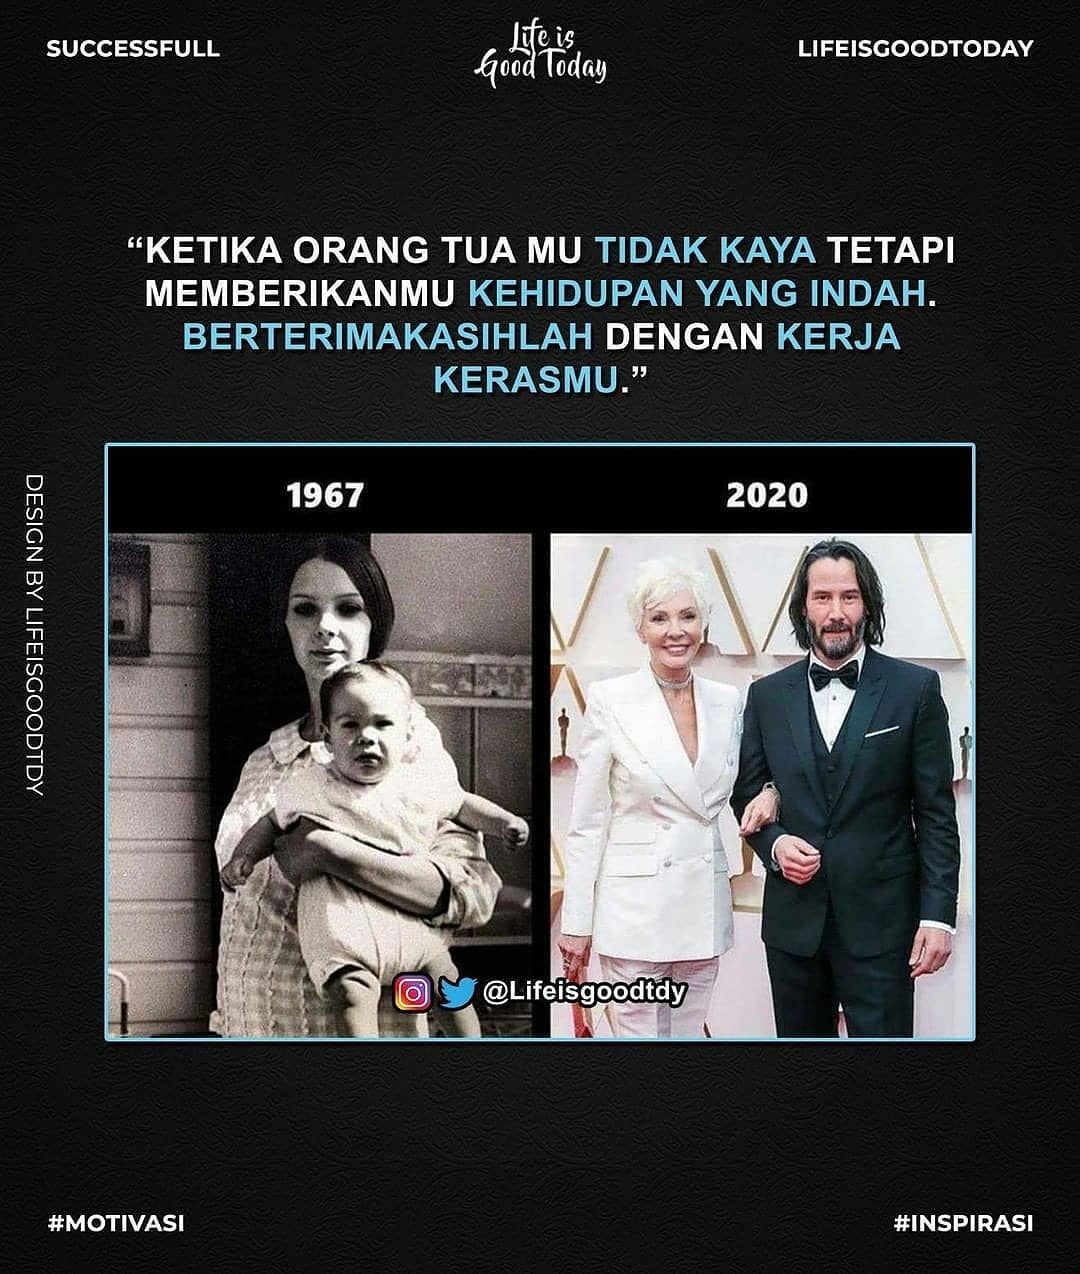 SUCCESSFULL
Life is
Good Today
LIFEISGOODTODAY
“KETIKA ORANG TUA MU TIDAK KAYA TETAPI
MEMBERIKANMU KEHIDUPAN YANG INDAH.
BERTERIMAKASIHLAH DENGAN KERJA
KERASMU.”
DESIGN BY LIFEISGOODTDY
1967
2020
@Lifeisgoodtdy
#MOTIVASI
#INSPIRASI